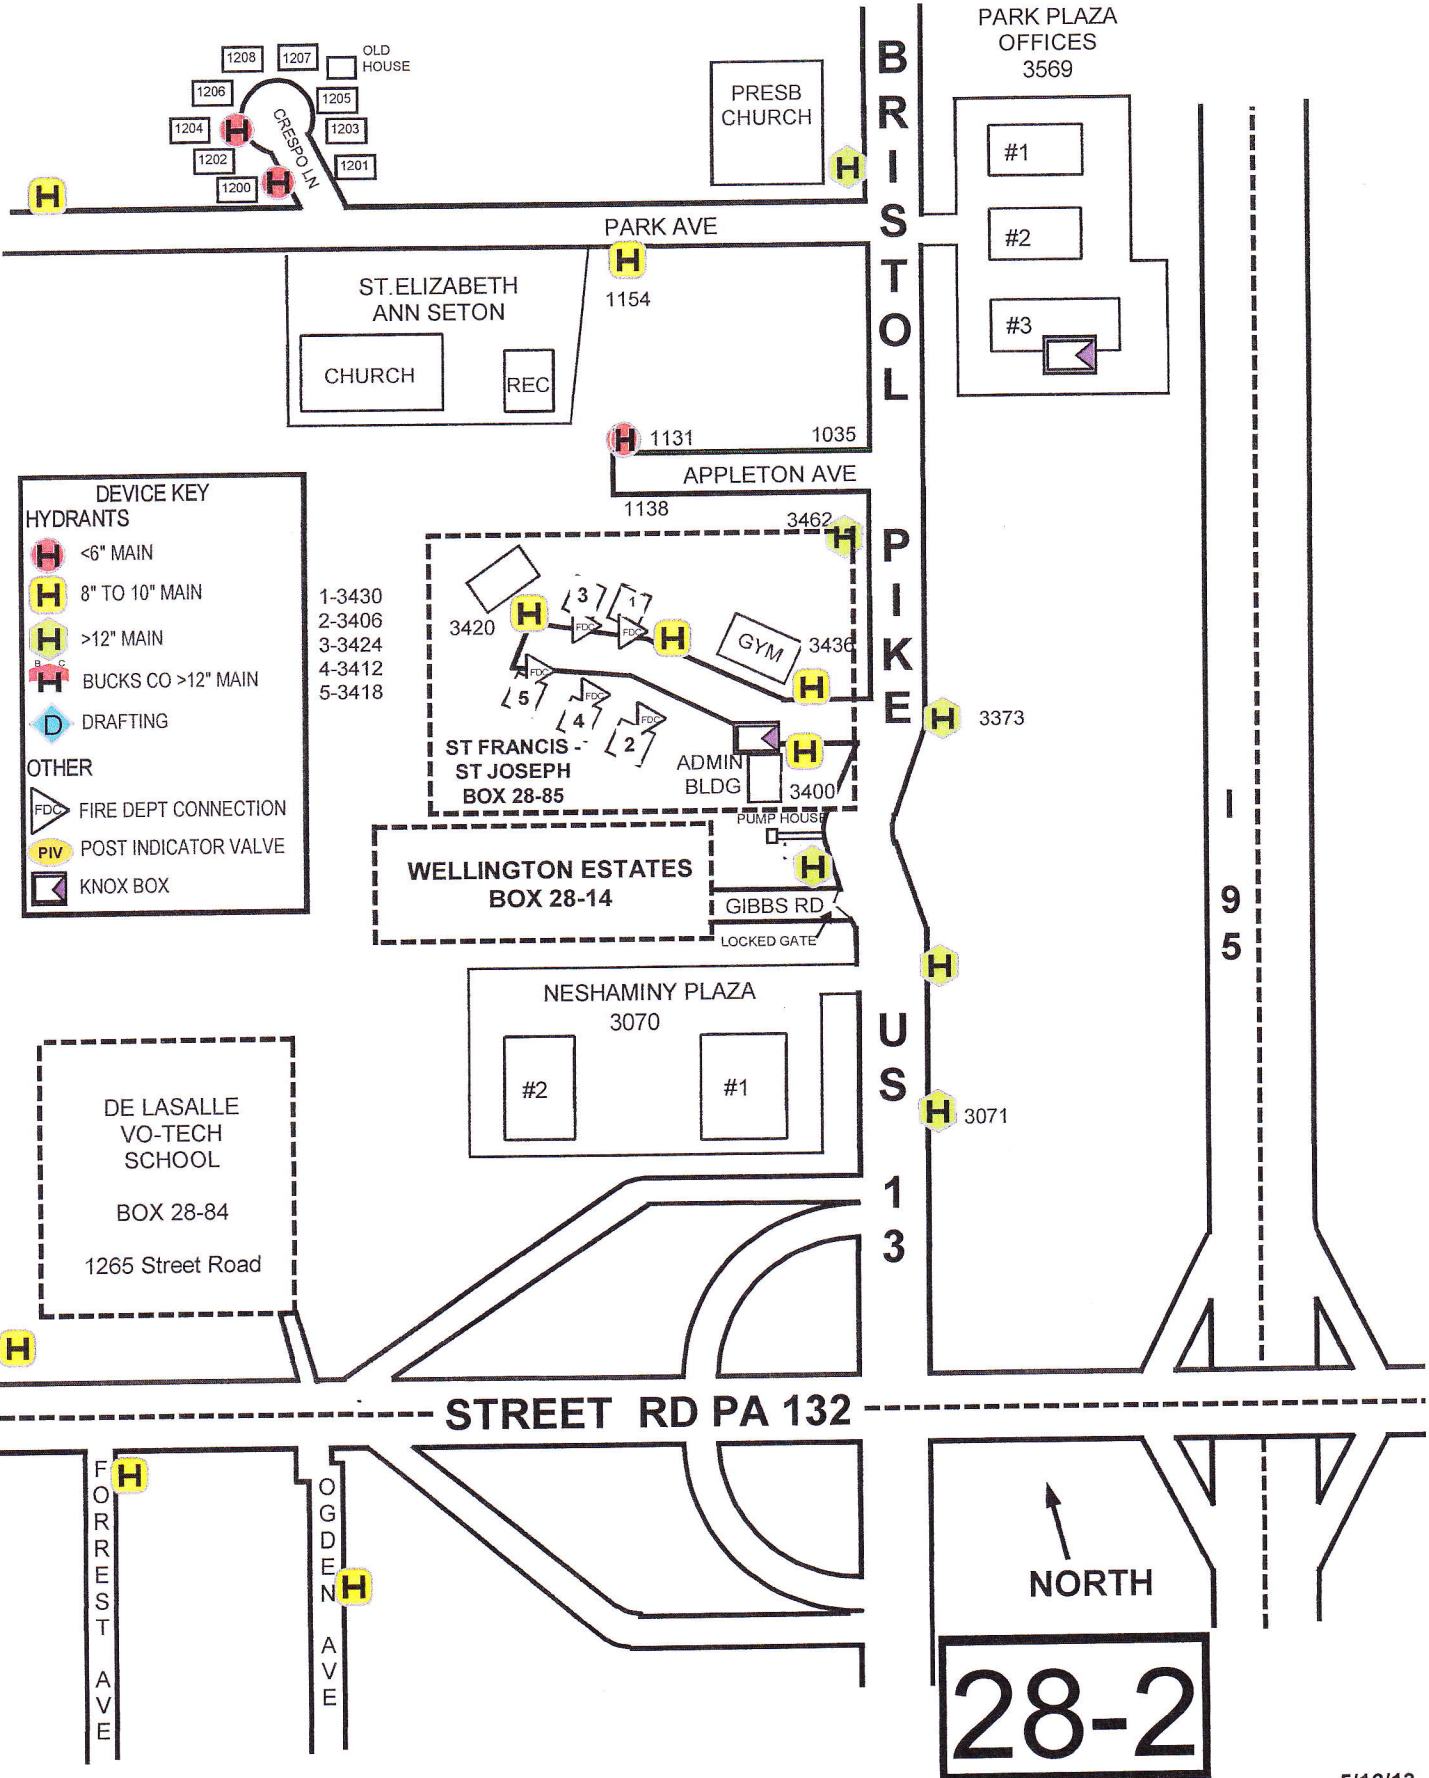 PARK PLAZA
OFFICES
3569
#1
#2
#3
BRISTOL PIKE
US 13
I 95
1208
1207
OLD
HOUSE
1206
1205
1204
H
1203
1202
1201
1200
H
CRESPO LN
H
PRESB
CHURCH
H
PARK AVE
H
1154
ST.ELIZABETH
ANN SETON
CHURCH
REC
H
1131
1035
APPLETON AVE
1138
3462
H
DEVICE KEY
HYDRANTS
H <6" MAIN
H 8" TO 10" MAIN
H >12" MAIN
B C
H BUCKS CO >12" MAIN
D DRAFTING
OTHER
FDC FIRE DEPT CONNECTION
PIV POST INDICATOR VALVE
KNOX BOX
1-3430
2-3406
3-3424
4-3412
5-3418
3420
H
3
FDC
1
FDC
H
GYM
3436
H
FDC
5
FDC
4
FDC
2
H
ST FRANCIS -
ST JOSEPH
BOX 28-85
ADMIN
BLDG
3400
H
3373
PUMP HOUSE
H
WELLINGTON ESTATES
BOX 28-14
GIBBS RD
LOCKED GATE
H
NESHAMINY PLAZA
3070
#2
#1
H
3071
DE LASALLE
VO-TECH
SCHOOL
BOX 28-84
1265 Street Road
H
STREET RD PA 132
FORREST AVE
H
OGDEN AVE
H
NORTH
28-2